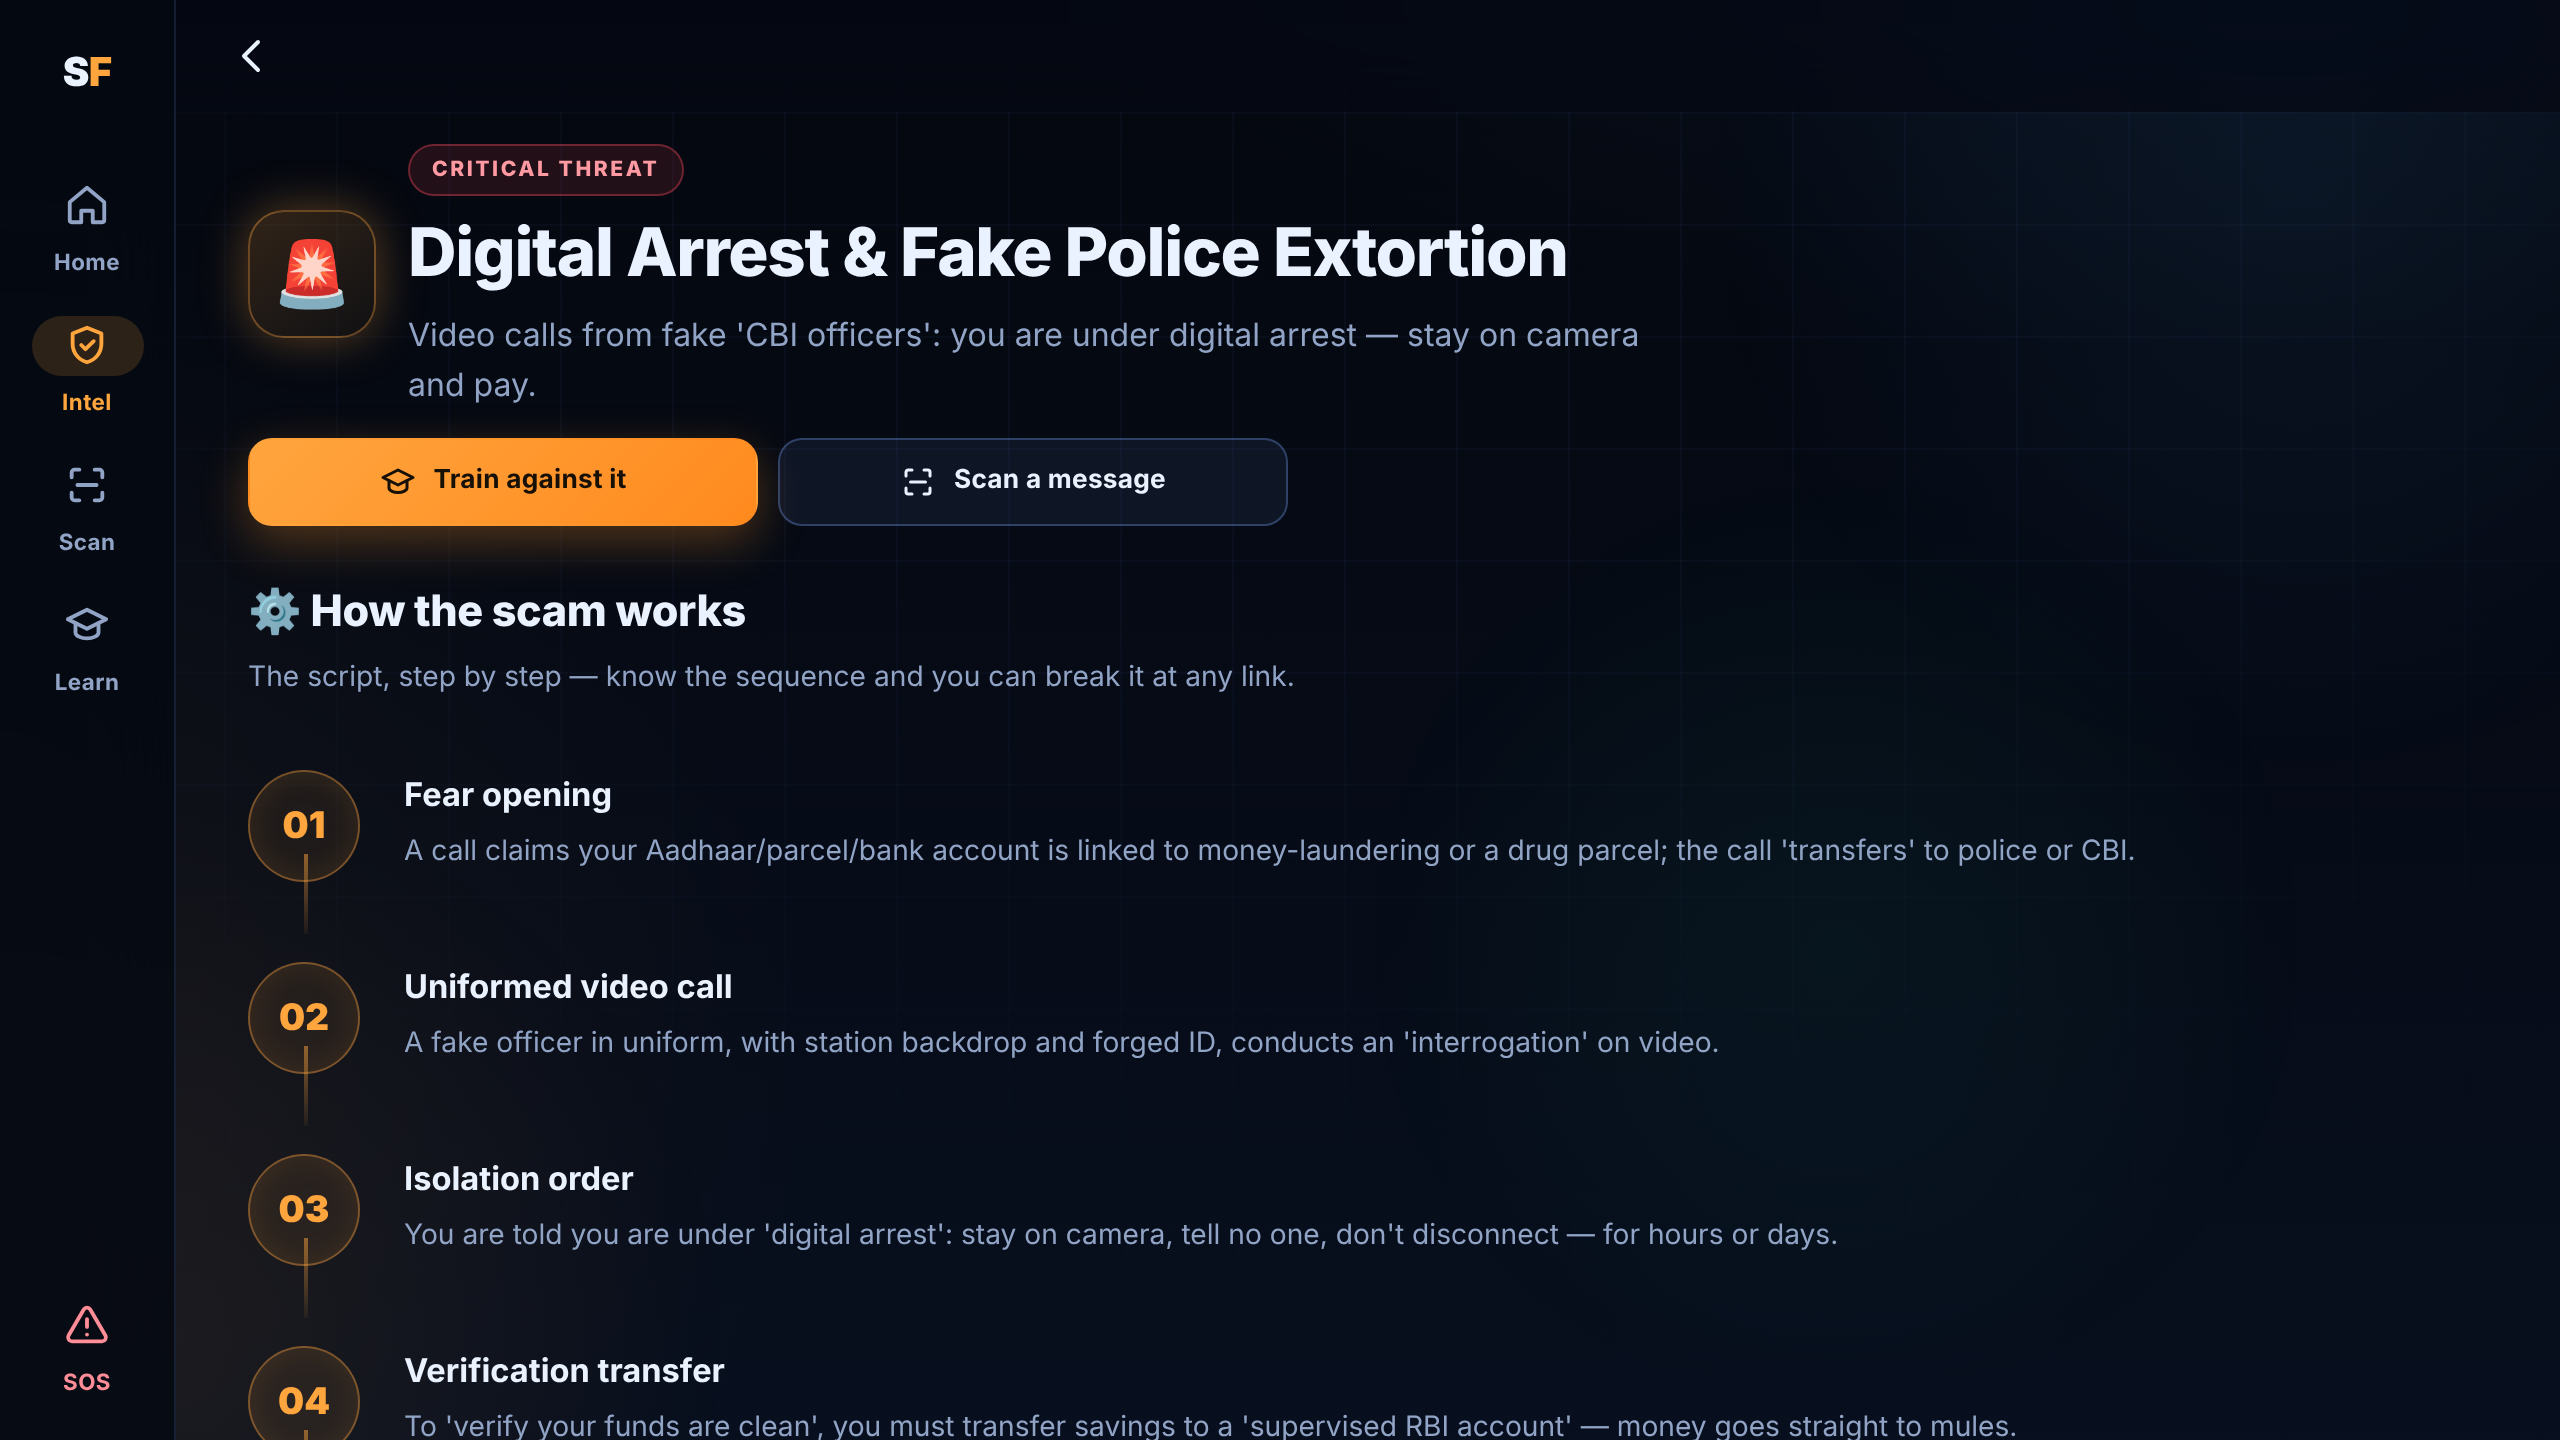 SF
Home
Intel
Scan
Learn
SOS
CRITICAL THREAT
Digital Arrest & Fake Police Extortion
Video calls from fake 'CBI officers': you are under digital arrest — stay on camera
and pay.
Train against it
Scan a message
How the scam works
The script, step by step — know the sequence and you can break it at any link.
01
Fear opening
A call claims your Aadhaar/parcel/bank account is linked to money-laundering or a drug parcel; the call 'transfers' to police or CBI.
02
Uniformed video call
A fake officer in uniform, with station backdrop and forged ID, conducts an 'interrogation' on video.
03
Isolation order
You are told you are under 'digital arrest': stay on camera, tell no one, don't disconnect — for hours or days.
04
Verification transfer
To 'verify your funds are clean', you must transfer savings to a 'supervised RBI account' — money goes straight to mules.